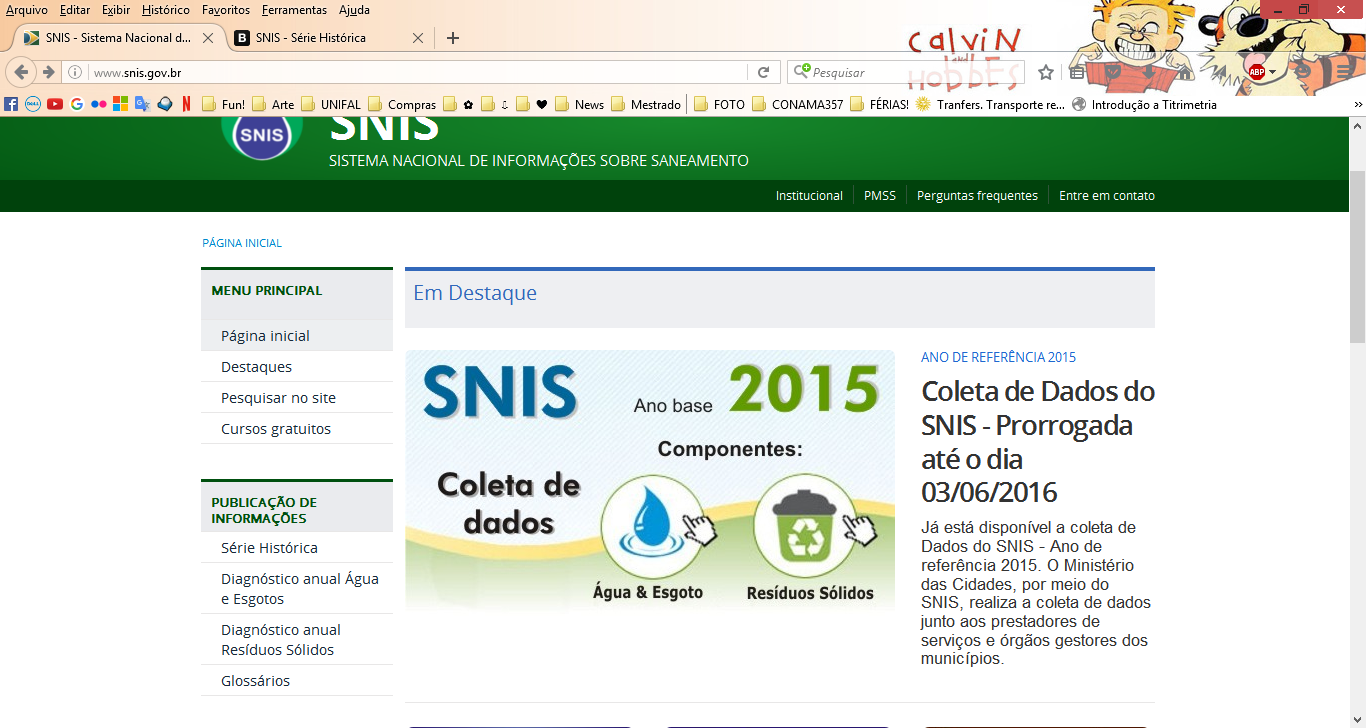 Arquivo Editar Exibir Histórico Favoritos Ferramentas Ajuda
SNIS - Sistema Nacional d...
SNIS - Série Histórica
www.snis.gov.br
Pesquisar
CALVIN
and
HOBBES
ABP
DELL
Fun! Arte UNIFAL Compras News Mestrado FOTO CONAMA357 FÉRIAS! Tranfers. Transporte re... Introdução a Titrimetria
SNIS
SNIS
SISTEMA NACIONAL DE INFORMAÇÕES SOBRE SANEAMENTO
Institucional PMSS Perguntas frequentes Entre em contato
PÁGINA INICIAL
MENU PRINCIPAL
Página inicial
Destaques
Pesquisar no site
Cursos gratuitos
PUBLICAÇÃO DE
INFORMAÇÕES
Série Histórica
Diagnóstico anual Água
e Esgotos
Diagnóstico anual
Resíduos Sólidos
Glossários
Em Destaque
SNIS
Ano base 2015
Componentes:
Coleta de
dados
Água & Esgoto
Resíduos Sólidos
ANO DE REFERÊNCIA 2015
Coleta de Dados do
SNIS - Prorrogada
até o dia
03/06/2016
Já está disponível a coleta de
Dados do SNIS - Ano de
referência 2015. O Ministério
das Cidades, por meio do
SNIS, realiza a coleta de dados
junto aos prestadores de
serviços e órgãos gestores dos
municípios.